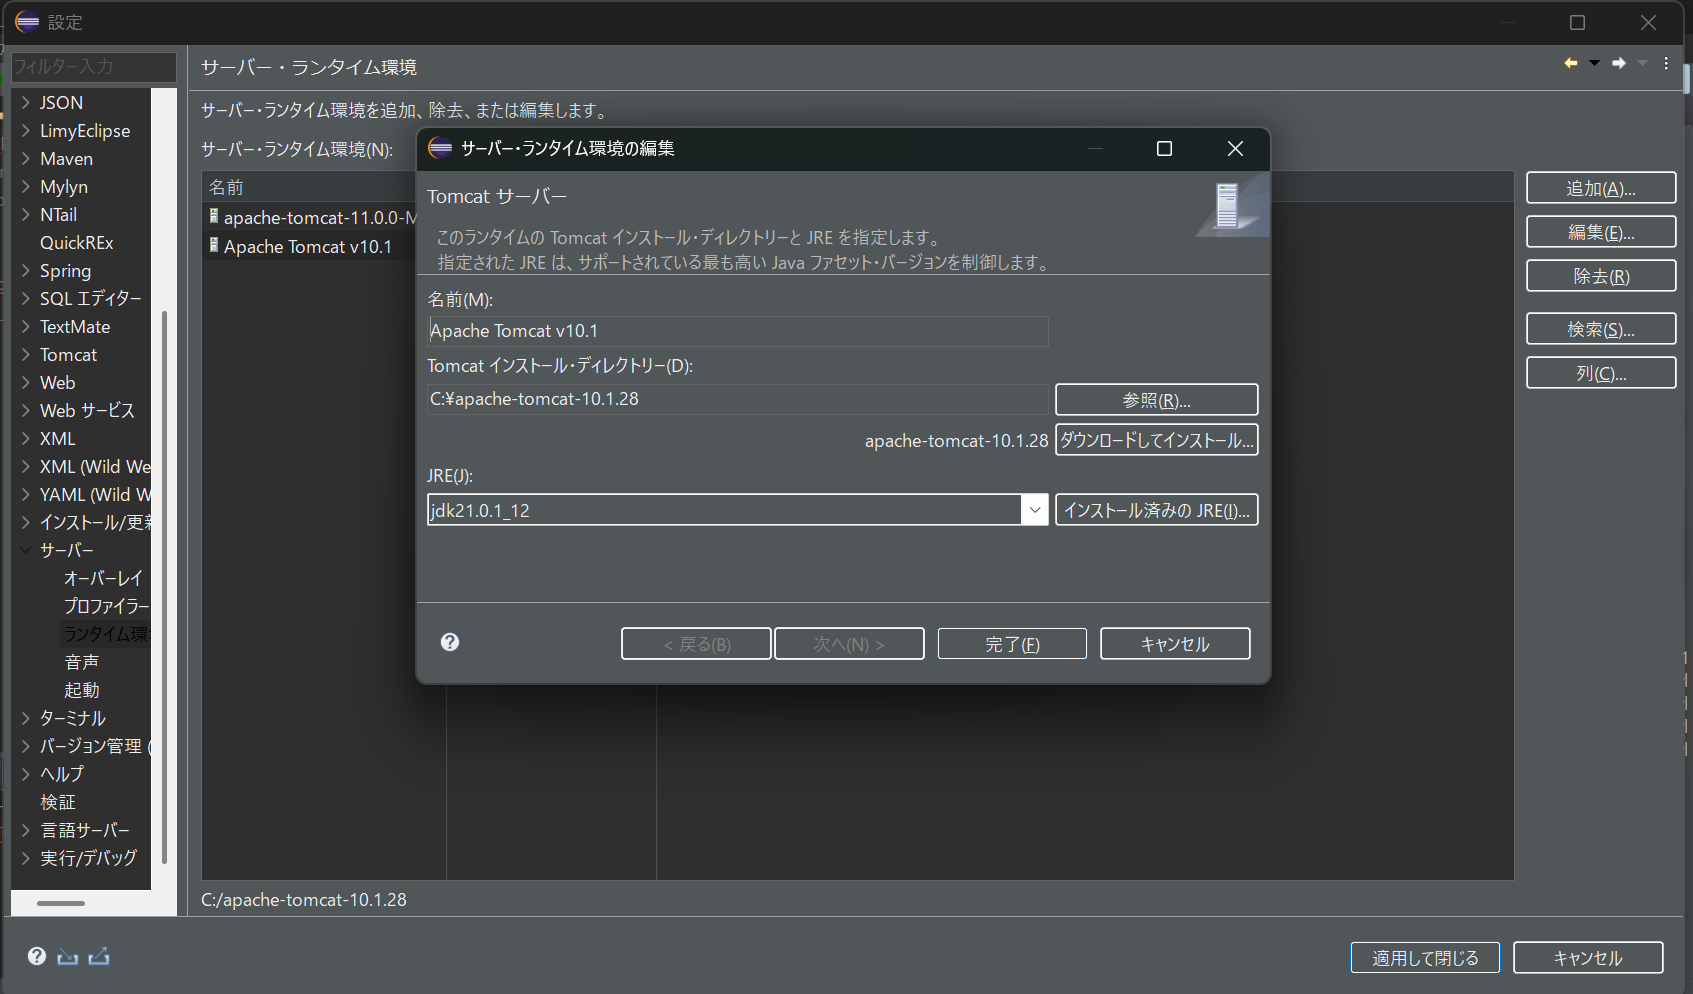 設定
フィルター入力
JSON
LimyEclipse
Maven
Mylyn
NTail
QuickREx
Spring
SQL エディター
TextMate
Tomcat
Web
Web サービス
XML
XML (Wild We
YAML (Wild W
インストール/更新
サーバー
オーバーレイ
プロファイラー
ランタイム環境
音声
起動
ターミナル
バージョン管理 (
ヘルプ
検証
言語サーバー
実行/デバッグ
サーバー・ランタイム環境
サーバー・ランタイム環境を追加、除去、または編集します。
サーバー・ランタイム環境(N):
名前
apache-tomcat-11.0.0-M
Apache Tomcat v10.1
追加(A)...
編集(E)...
除去(R)
検索(S)...
列(C)...
サーバー・ランタイム環境の編集
Tomcat サーバー
このランタイムの Tomcat インストール・ディレクトリーと JRE を指定します。
指定された JRE は、サポートされている最も高い Java ファセット・バージョンを制御します。
名前(M):
Apache Tomcat v10.1
Tomcat インストール・ディレクトリー(D):
C:¥apache-tomcat-10.1.28
参照(R)...
apache-tomcat-10.1.28
ダウンロードしてインストール...
JRE(J):
jdk21.0.1_12
インストール済みの JRE(I)...
< 戻る(B)
次へ(N) >
完了(F)
キャンセル
C:/apache-tomcat-10.1.28
適用して閉じる
キャンセル